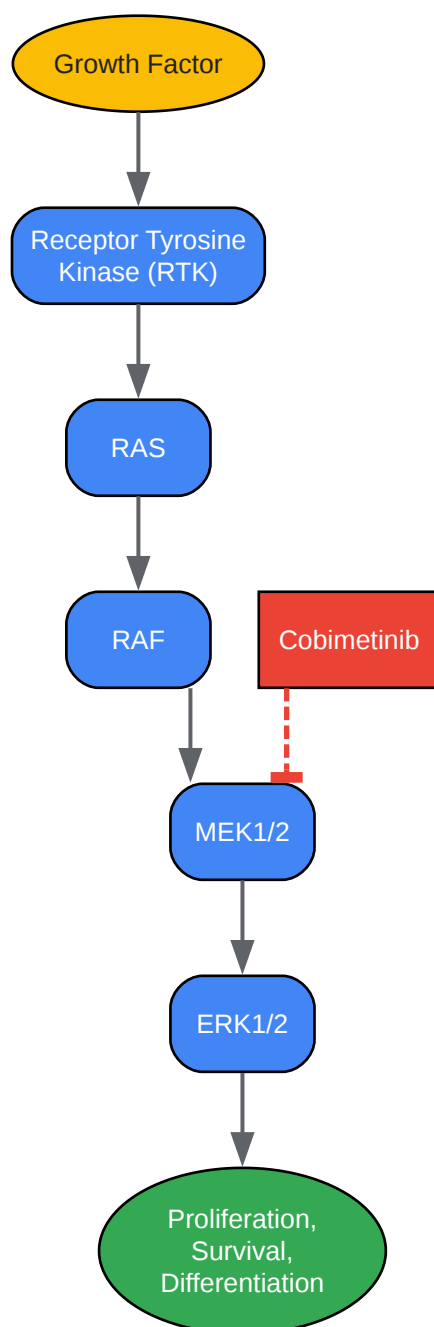 Growth Factor
Receptor Tyrosine
Kinase (RTK)
RAS
RAF
Cobimetinib
MEK1/2
ERK1/2
Proliferation,
Survival,
Differentiation